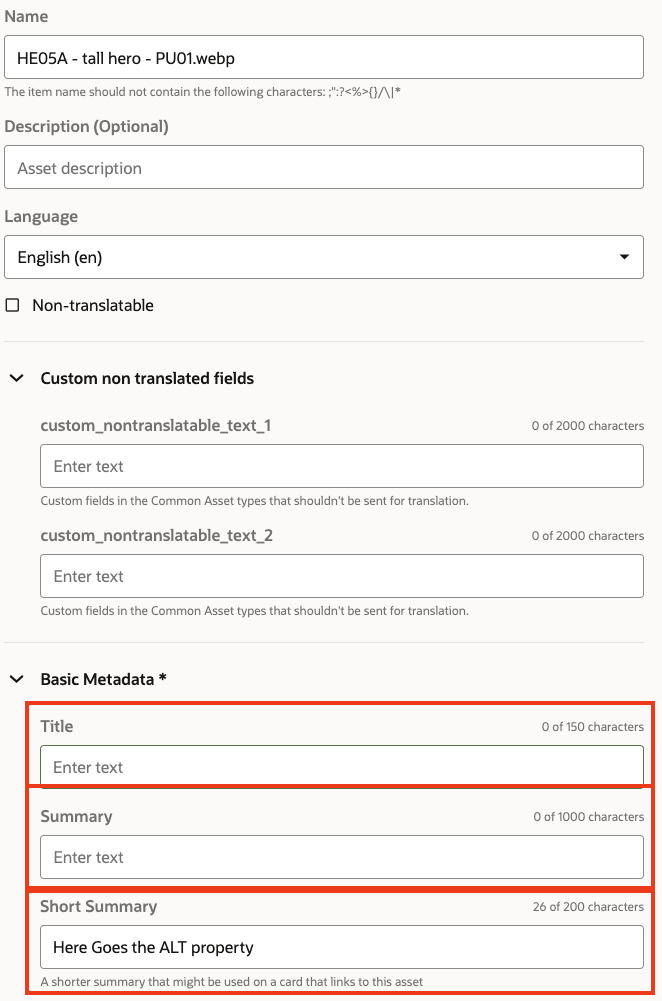 Name
HE05A - tall hero - PU01.webp
The item name should not contain the following characters: ;":?<%>{}/\|*
Description (Optional)
Asset description
Language
English (en)
Non-translatable
Custom non translated fields
custom_nontranslatable_text_1 0 of 2000 characters
Enter text
Custom fields in the Common Asset types that shouldn't be sent for translation.
custom_nontranslatable_text_2 0 of 2000 characters
Enter text
Custom fields in the Common Asset types that shouldn't be sent for translation.
Basic Metadata *
Title 0 of 150 characters
Enter text
Summary 0 of 1000 characters
Enter text
Short Summary 26 of 200 characters
Here Goes the ALT property
A shorter summary that might be used on a card that links to this asset